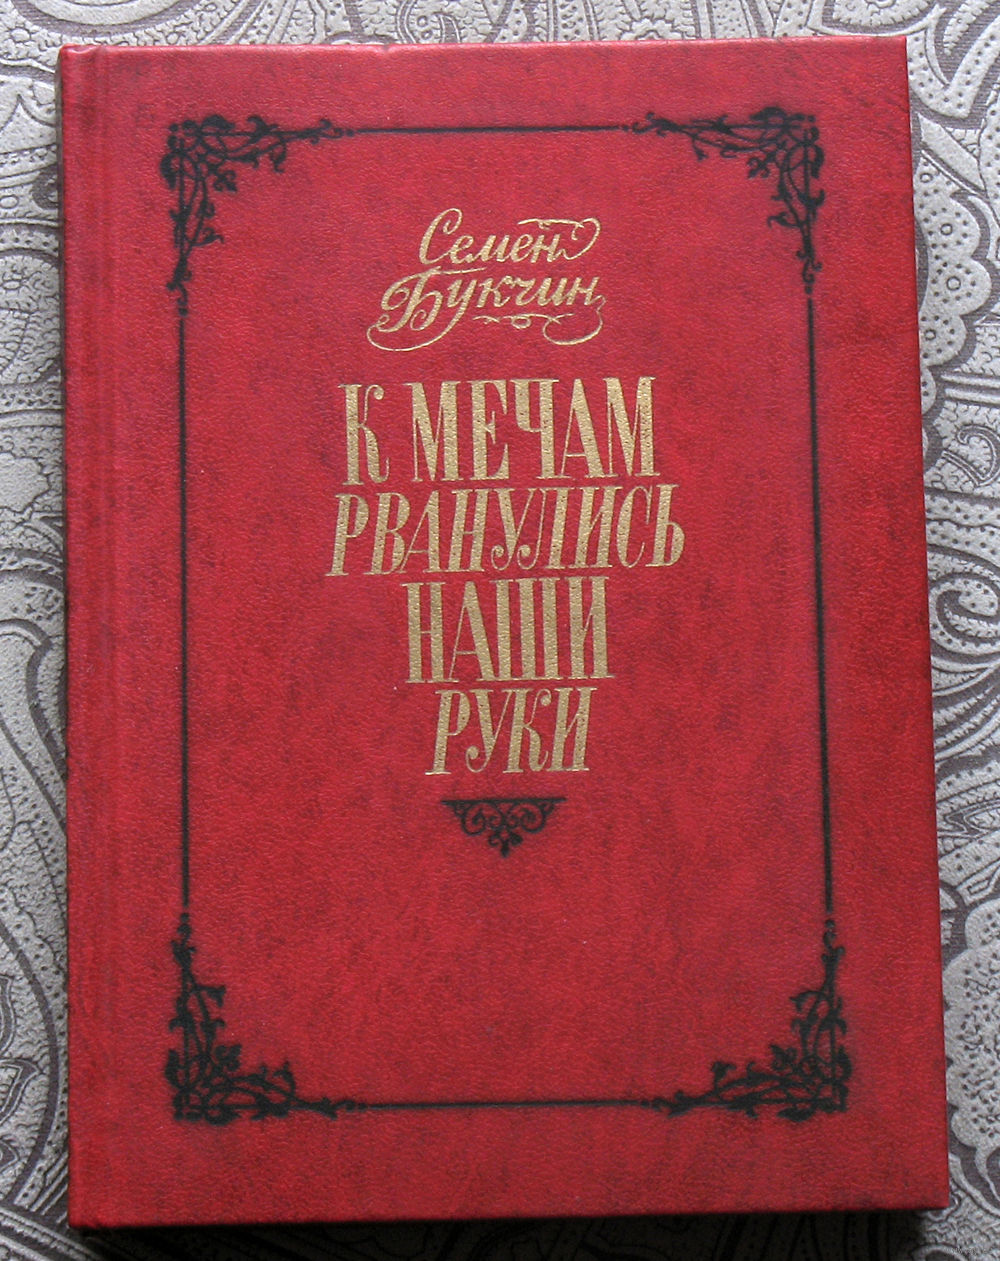 Семен
Букчин
К МЕЧАМ
РВАНУЛИСЬ
НАШИ
РУКИ